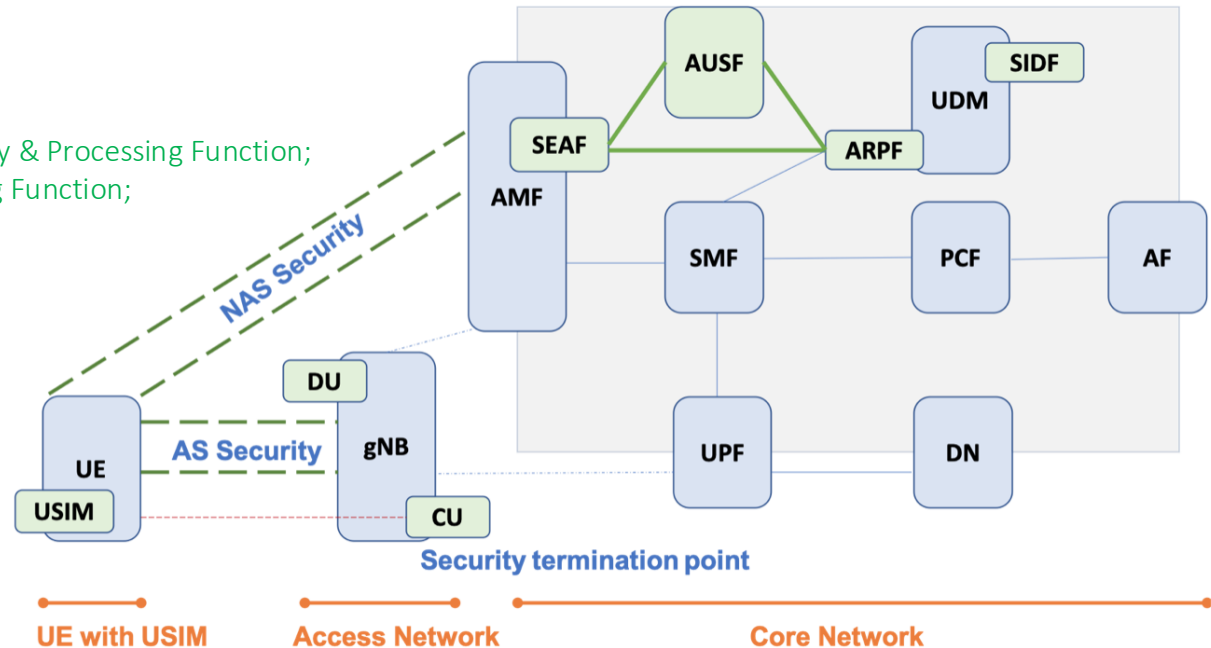 AUSF
SIDF
UDM
SEAF
ARPF
y & Processing Function;
g Function;
AMF
NAS Security
SMF
PCF
AF
DU
gNB
AS Security
UE
UPF
DN
USIM
CU
Security termination point
UE with USIM
Access Network
Core Network